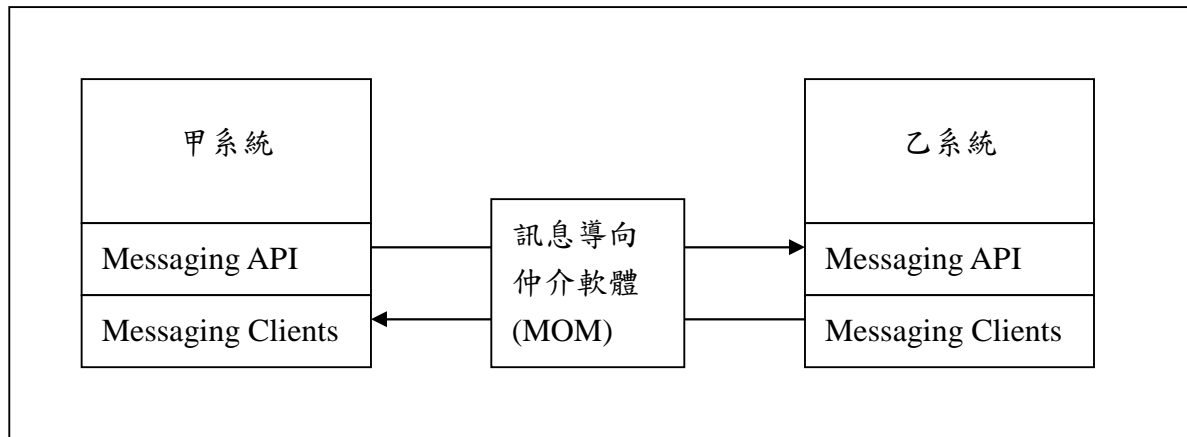 甲系統
Messaging API
Messaging Clients
訊息導向
仲介軟體
(MOM)
乙系統
Messaging API
Messaging Clients